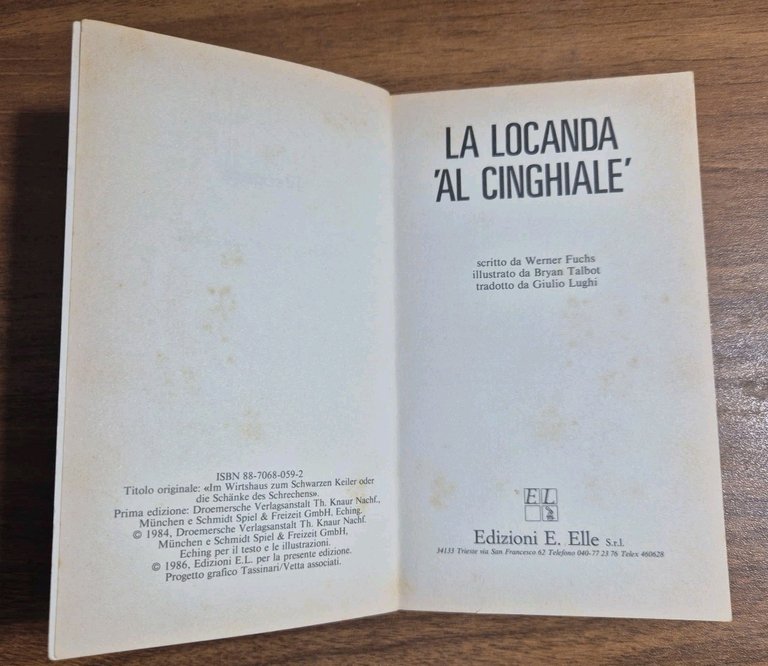 ISBN 88-7068-059-2
Titolo originale: «Im Wirtshaus zum Schwarzen Keiler oder
die Schänke des Schrechens».
Prima edizione: Droemersche Verlagsanstalt Th. Knaur Nachf.,
München e Schmidt Spiel & Freizeit GmbH, Eching.
© 1984, Droemersche Verlagsanstalt Th. Knaur Nachf.
München e Schmidt Spiel & Freizeit GmbH,
Eching per il testo e le illustrazioni.
© 1986, Edizioni E.L. per la presente edizione.
Progetto grafico Tassinari/Vetta associati.
LA LOCANDA
'AL CINGHIALE'
scritto da Werner Fuchs
illustrato da Bryan Talbot
tradotto da Giulio Lughi
EL
Edizioni E. Elle S.r.l.
34133 Trieste via San Francesco 62 Telefono 040-77 23 76 Telex 460628